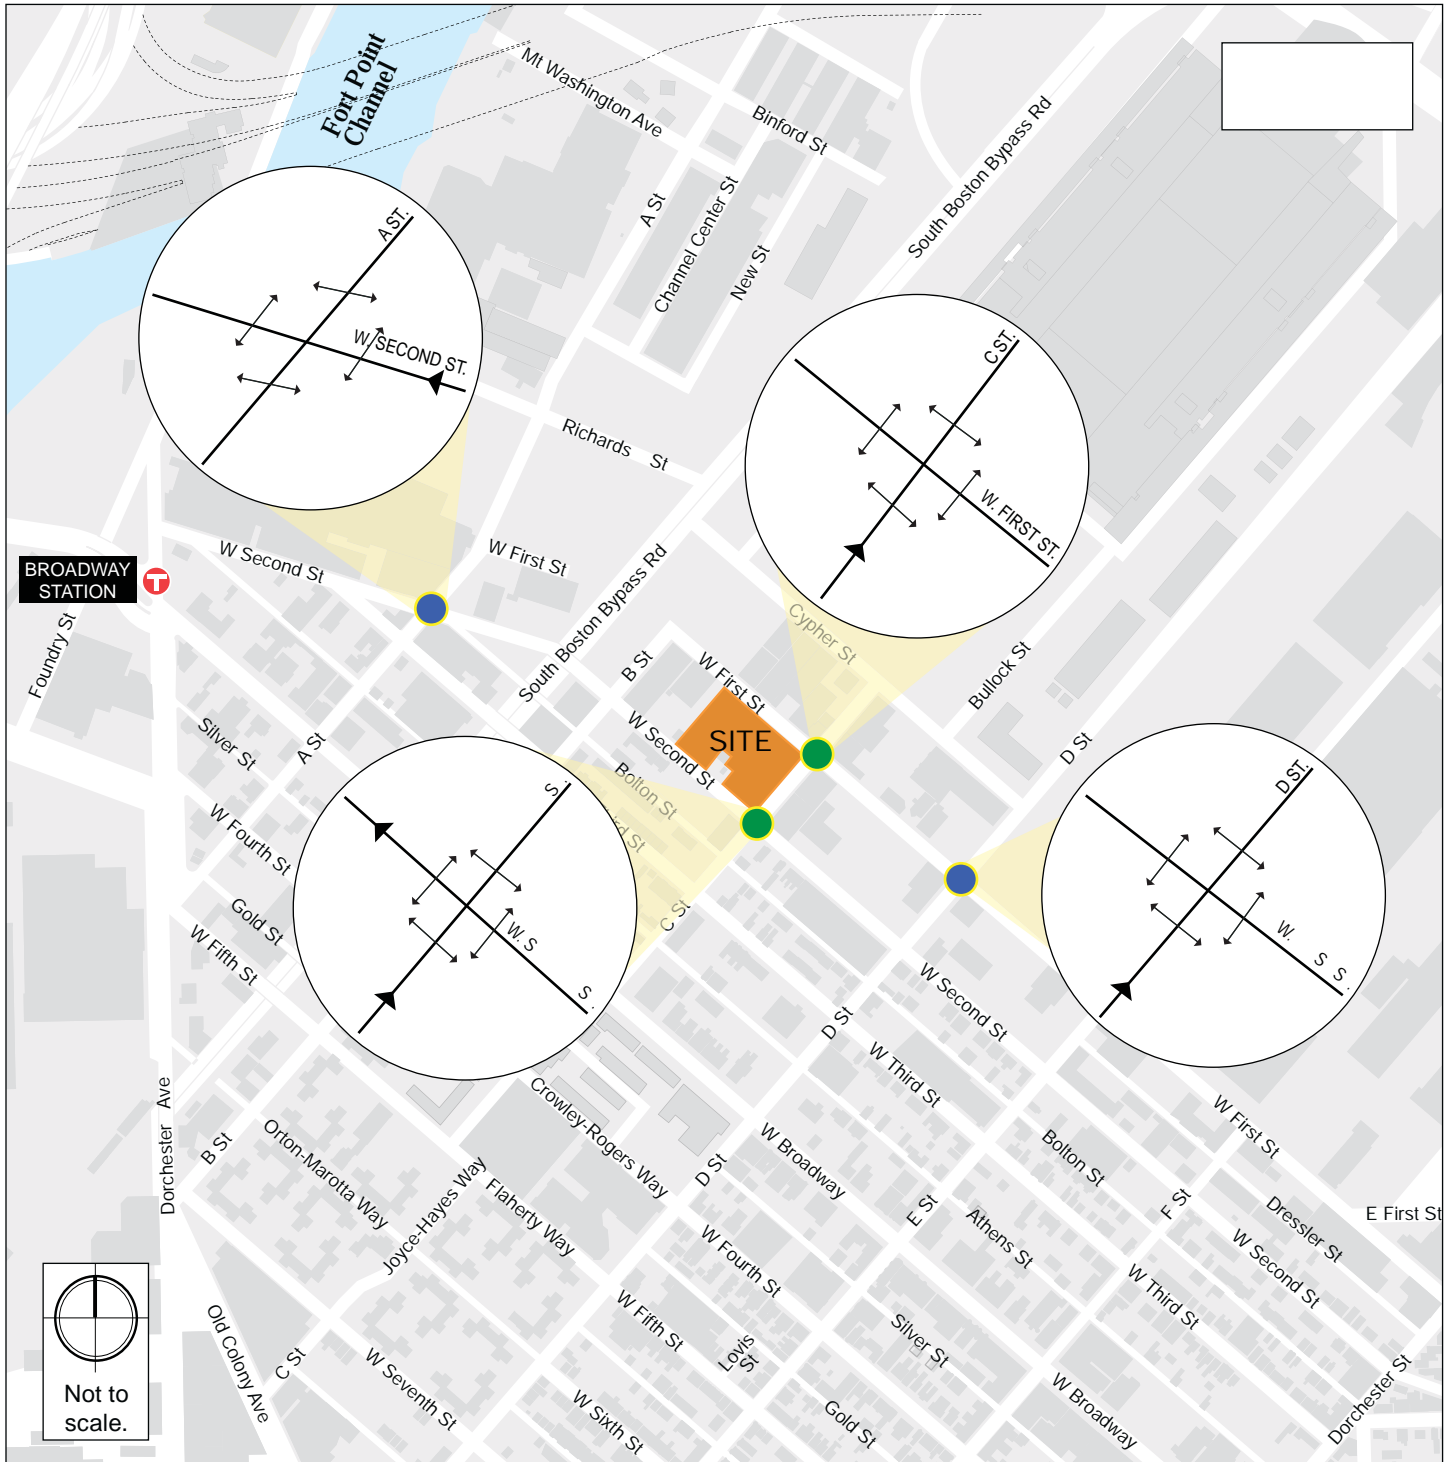 Fort Point
Channel
Mt Washington Ave
Binford St
South Boston Bypass Rd
A St
Channel Center St
New St
A ST.
W. SECOND ST.
C ST.
W. FIRST ST.
Richards St
W Second St
W First St
BROADWAY
STATION
T
Foundry St
South Boston Bypass Rd
B St
W First St
Cypher St
Bullock St
SITE
W Second St
Bolton St
Silver St
A St
D St
S .
W. S
S .
D ST.
W.
S S .
rd St
W Fourth St
Gold St
W Fifth St
C St
W Second St
D St
W Third St
Dorchester Ave
B St
Orton-Marotta Way
Joyce-Hayes Way
Flaherty Way
Crowley-Rogers Way
D St
W Broadway
E St
Athens St
Bolton St
F St
W First St
Dressler St
W Second St
E First St
W Third St
W Fourth St
W Fifth St
Lovis
St
Silver St
Old Colony Ave
C St
W Seventh St
W Sixth St
Gold St
W Broadway
Dorchester St
Not to
scale.